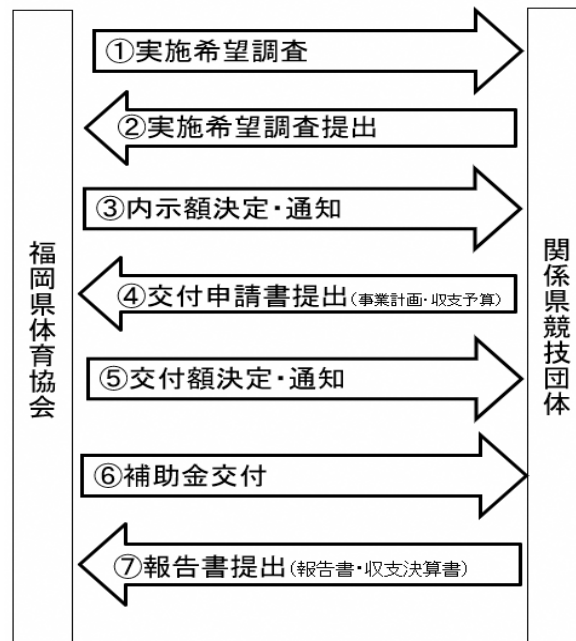 福岡県体育協会
①実施希望調査
②実施希望調査提出
③内示額決定・通知
④交付申請書提出(事業計画・収支予算)
⑤交付額決定・通知
⑥補助金交付
⑦報告書提出(報告書・収支決算書)
関係県競技団体